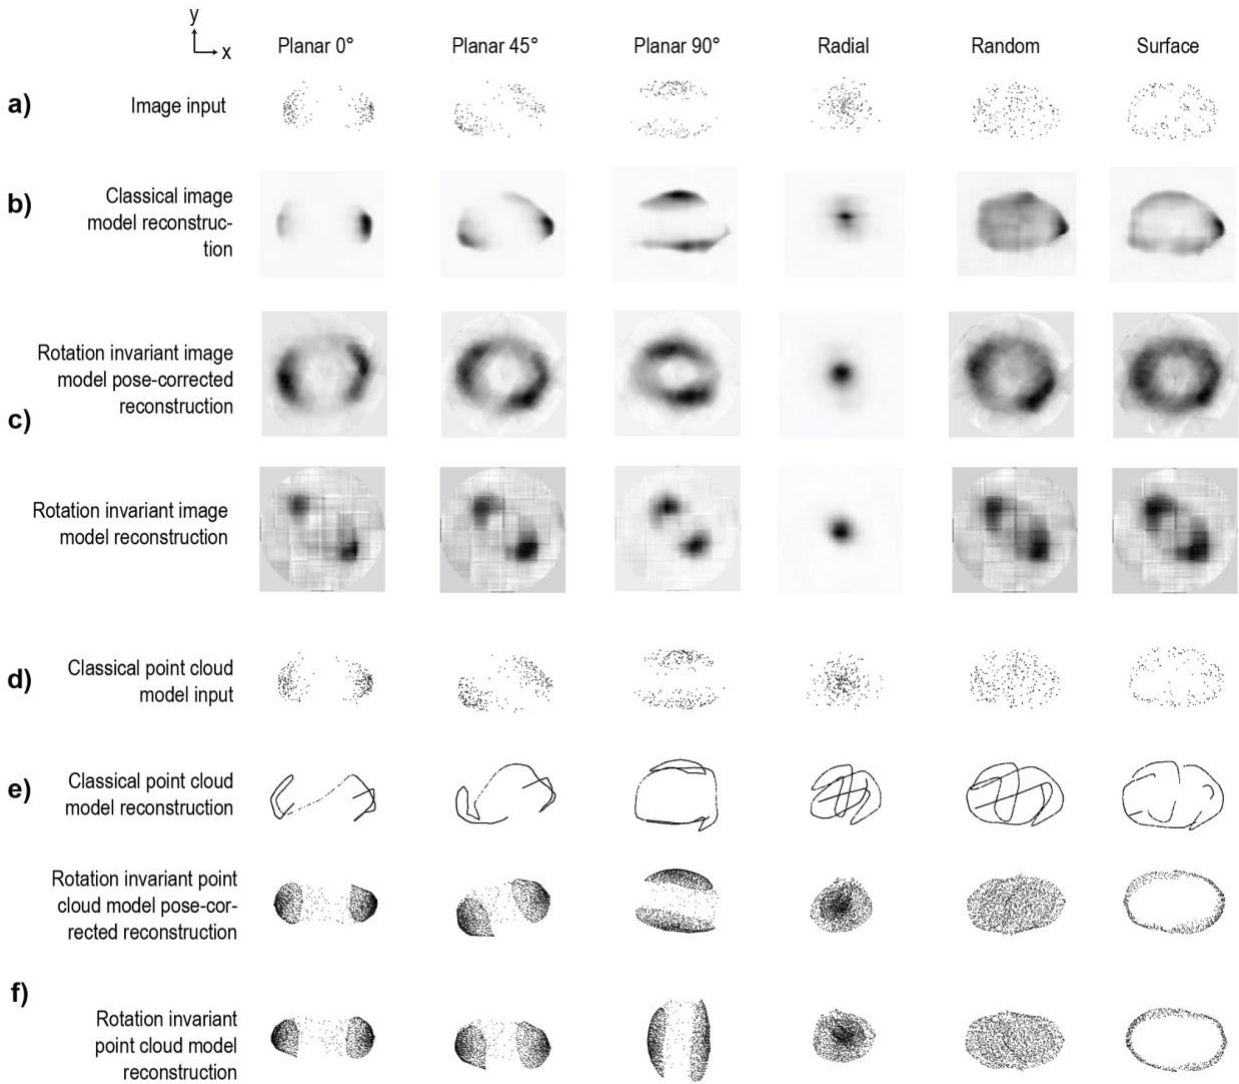 y
x
Planar 0° Planar 45° Planar 90° Radial Random Surface
a) Image input
b) Classical image
model reconstruc-
tion
Rotation invariant image
model pose-corrected
reconstruction
c)
Rotation invariant image
model reconstruction
d) Classical point cloud
model input
e) Classical point cloud
model reconstruction
Rotation invariant point
cloud model pose-cor-
rected reconstruction
f)
Rotation invariant
point cloud model
reconstruction